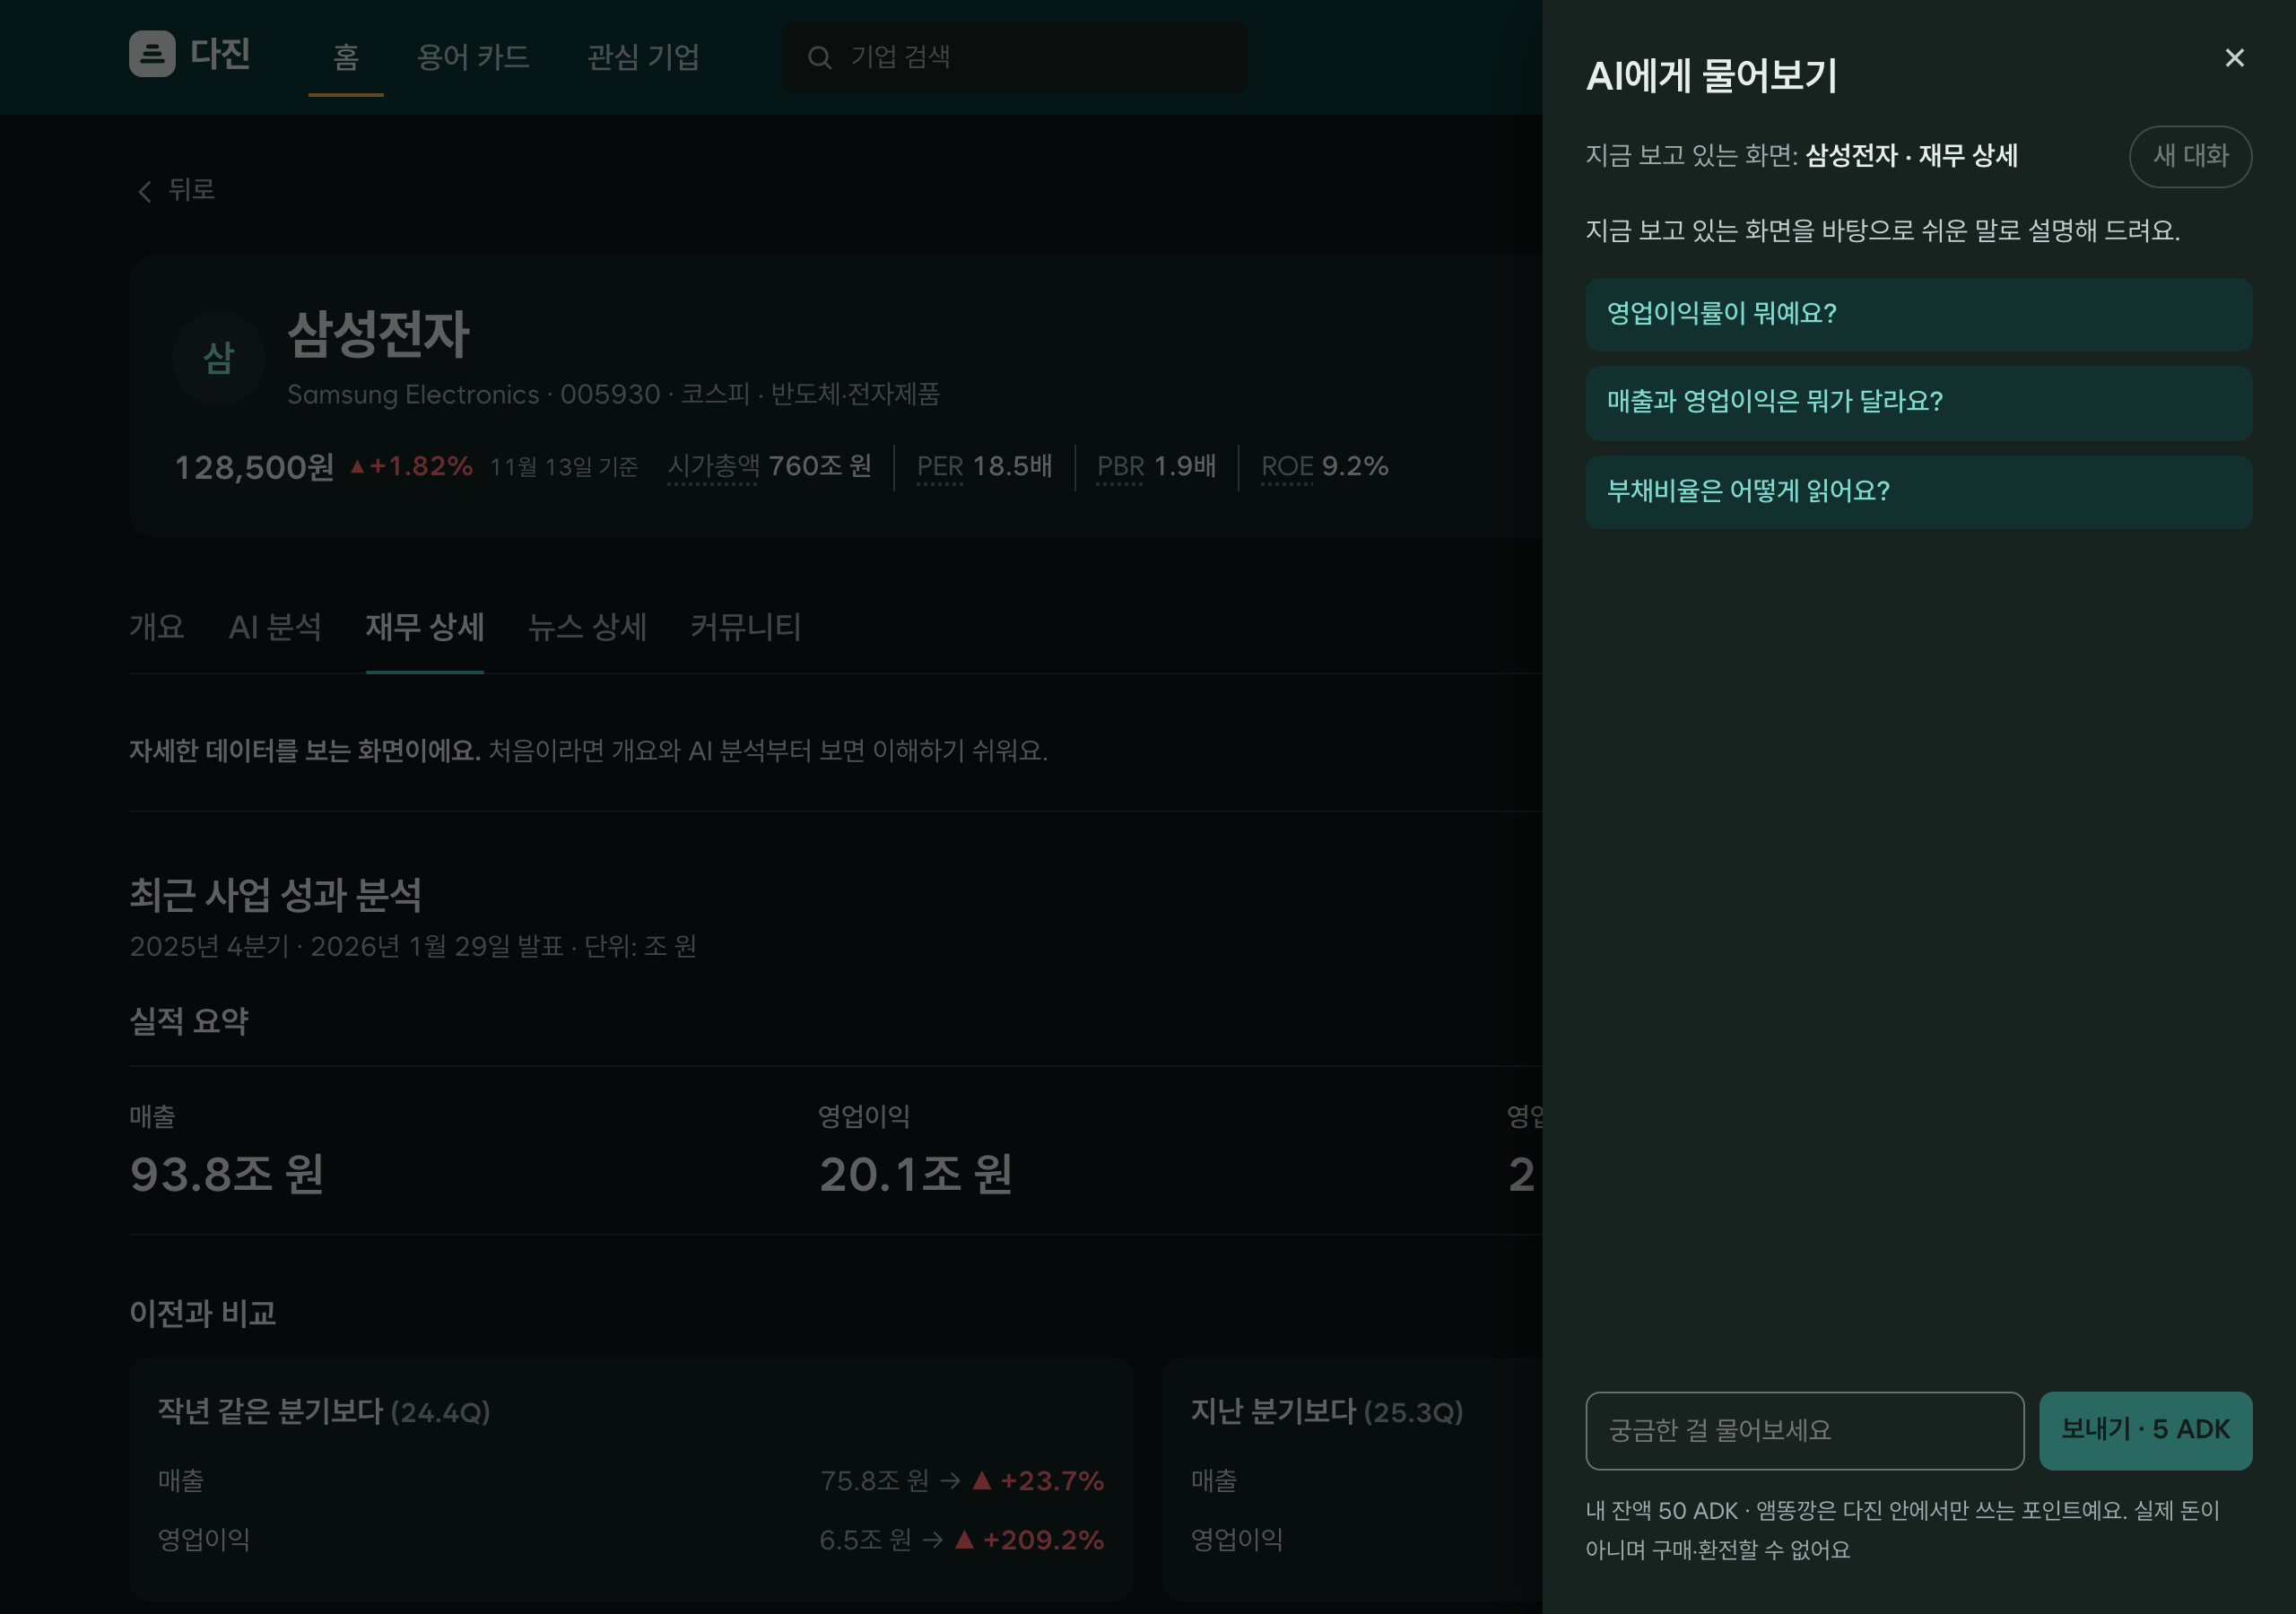 다진
홈
용어 카드
관심 기업
기업 검색
뒤로
삼
삼성전자
Samsung Electronics · 005930 · 코스피 · 반도체·전자제품
128,500원 ▲+1.82% 11월 13일 기준 시가총액 760조 원 PER 18.5배 PBR 1.9배 ROE 9.2%
개요 AI 분석 재무 상세 뉴스 상세 커뮤니티
자세한 데이터를 보는 화면이에요. 처음이라면 개요와 AI 분석부터 보면 이해하기 쉬워요.
최근 사업 성과 분석
2025년 4분기 · 2026년 1월 29일 발표 · 단위: 조 원
실적 요약
매출
93.8조 원
영업이익
20.1조 원
영업
2
이전과 비교
작년 같은 분기보다 (24.4Q)
매출 75.8조 원 → ▲ +23.7%
영업이익 6.5조 원 → ▲ +209.2%
지난 분기보다 (25.3Q)
매출
영업이익
AI에게 물어보기
×
지금 보고 있는 화면: 삼성전자 · 재무 상세
새 대화
지금 보고 있는 화면을 바탕으로 쉬운 말로 설명해 드려요.
영업이익률이 뭐예요?
매출과 영업이익은 뭐가 달라요?
부채비율은 어떻게 읽어요?
궁금한 걸 물어보세요
보내기 · 5 ADK
내 잔액 50 ADK · 앰똥깡은 다진 안에서만 쓰는 포인트예요. 실제 돈이
아니며 구매·환전할 수 없어요